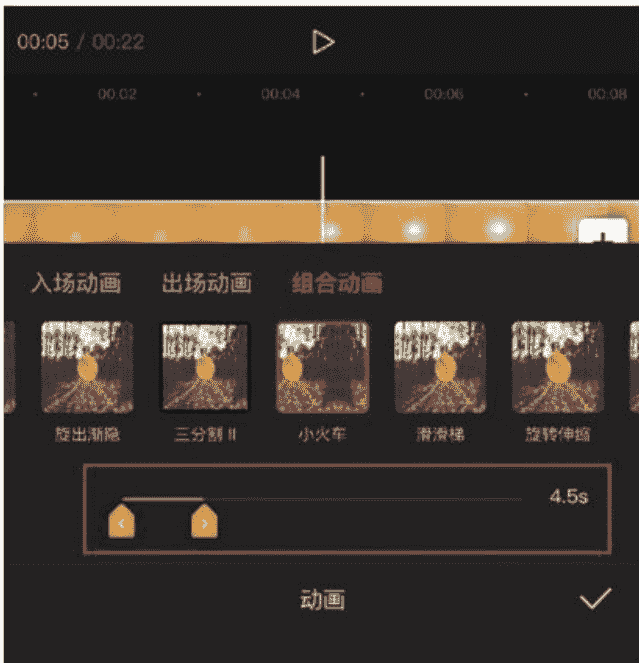 00:05 / 00:22
00:02 00:04 00:06 00:08
入场动画 出场动画 组合动画
旋出渐隐 三分割 II 小火车 滑滑梯 旋转伸缩
4.5s
动画